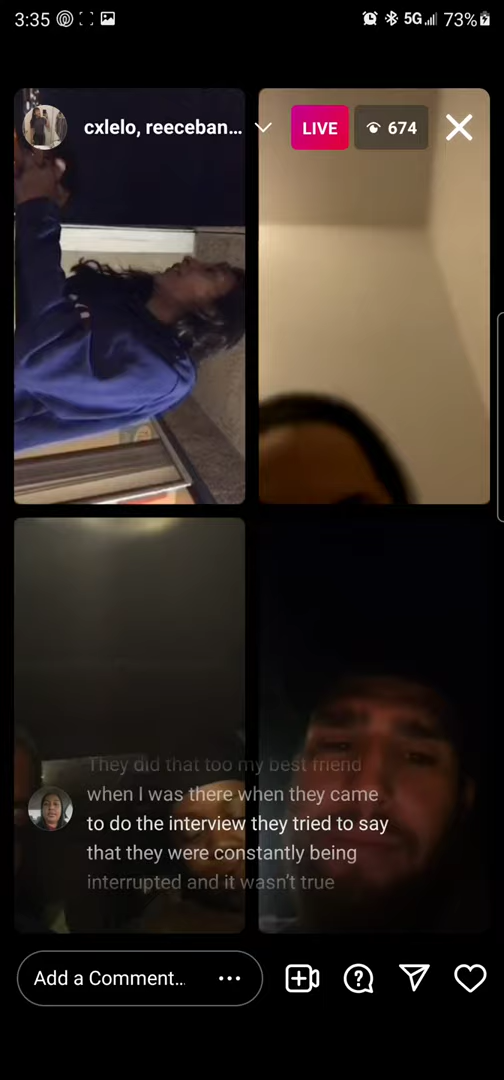 3:35 5G 73%
cxlelo, reeceban... LIVE 674
They did that too my best friend
when I was there when they came
to do the interview they tried to say
that they were constantly being
interrupted and it wasn't true
Add a Comment...